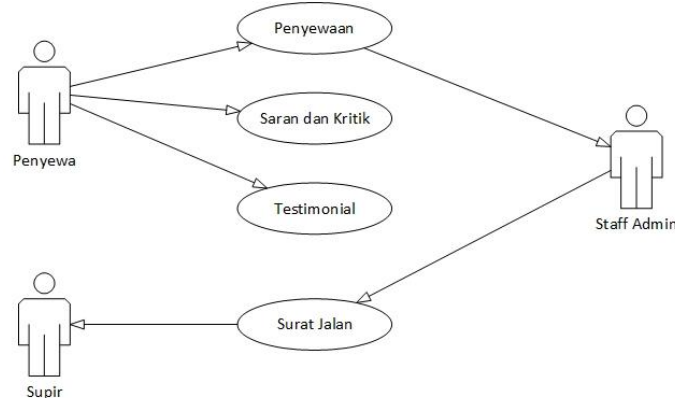 Penyewaan
Penyewa
Saran dan Kritik
Testimonial
Staff Admin
Surat Jalan
Supir